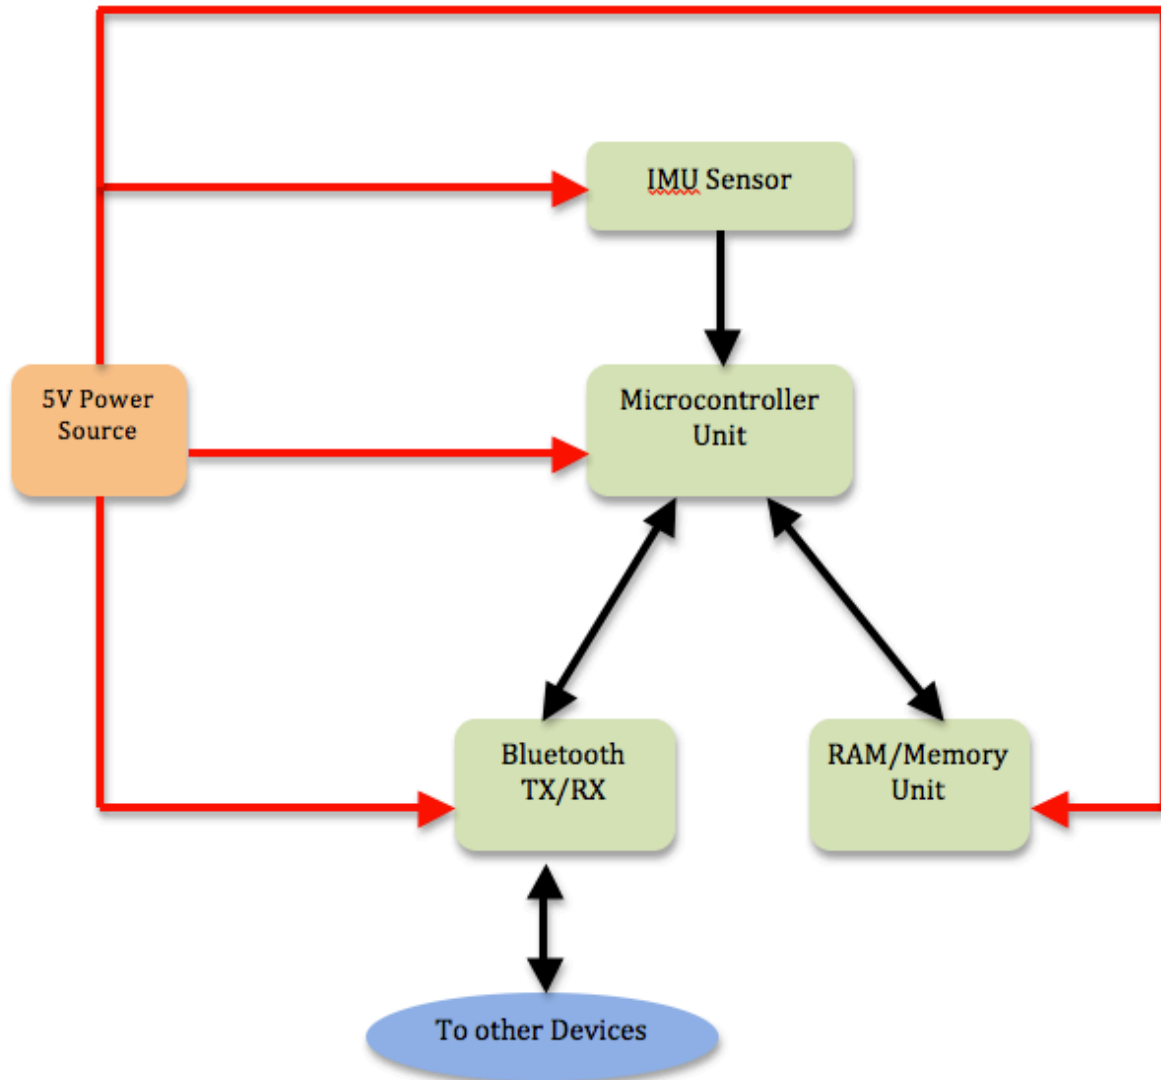 IMU Sensor
5V Power
Source
Microcontroller
Unit
Bluetooth
TX/RX
RAM/Memory
Unit
To other Devices